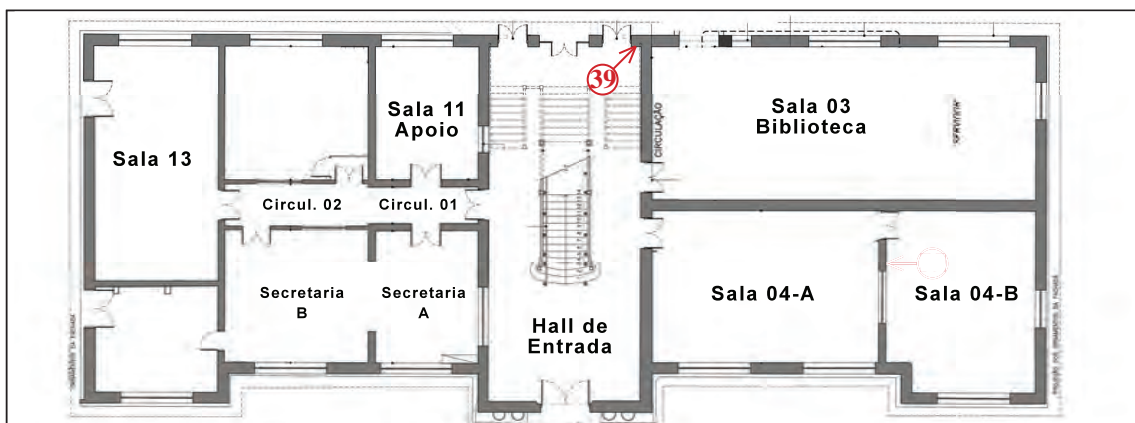 39
Sala 11
Apoio
Sala 03
Biblioteca
CIRCULAÇÃO
Sala 13
Circul. 02
Circul. 01
Secretaria
B
Secretaria
A
Sala 04-A
Sala 04-B
Hall de
Entrada